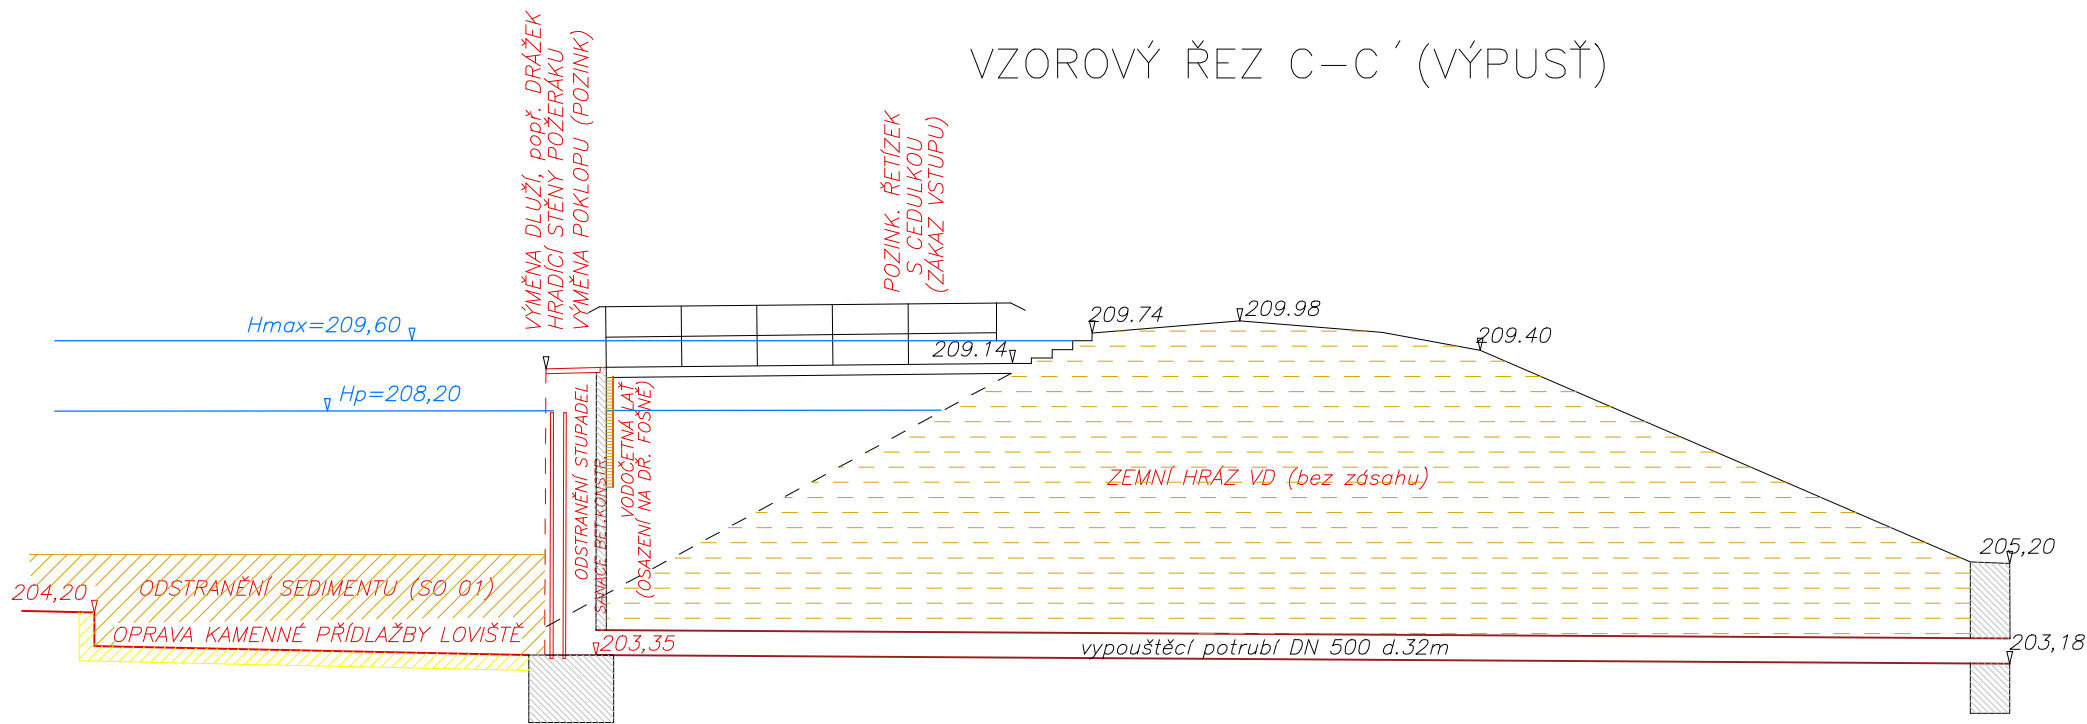 VZOROVÝ ŘEZ C-C´(VÝPUSŤ)
VÝMĚNA DLUŽÍ, popř. DRÁŽEK
HRADÍCÍ STĚNY POŽERÁKU
VÝMĚNA POKLOPU (POZINK)
POZINK. ŘETÍZEK
S CEDULKOU
(ZÁKAZ VSTUPU)
Hmax=209,60
209.74
209.98
209.14
209.40
Hp=208,20
ODSTRANĚNÍ STUPADEL
SANACE BET.KONSTR.
VODOČETNÁ LAŤ
(OSAZENÍ NA DŘ. FOŠNĚ)
ZEMNÍ HRÁZ VD (bez zásahu)
205,20
204,20
ODSTRANĚNÍ SEDIMENTU (SO 01)
OPRAVA KAMENNÉ PŘÍDLAŽBY LOVIŠTĚ
203,35
vypouštěcí potrubí DN 500 d.32m
203,18